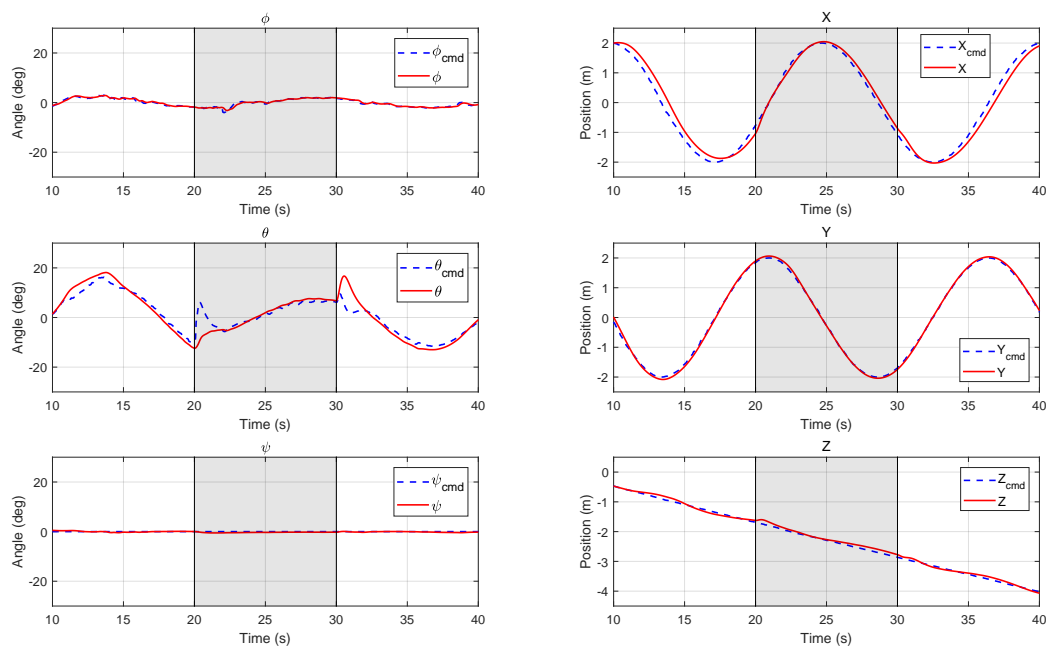 ϕ
20
0
-20
Angle (deg)
ϕcmd
ϕ
10 15 20 25 30 35 40
Time (s)
X
2
1
0
-1
-2
Position (m)
Xcmd
X
10 15 20 25 30 35 40
Time (s)
θ
20
0
-20
Angle (deg)
θcmd
θ
10 15 20 25 30 35 40
Time (s)
Y
2
1
0
-1
-2
Position (m)
Ycmd
Y
10 15 20 25 30 35 40
Time (s)
ψ
20
0
-20
Angle (deg)
ψcmd
ψ
10 15 20 25 30 35 40
Time (s)
Z
0
-1
-2
-3
-4
Position (m)
Zcmd
Z
10 15 20 25 30 35 40
Time (s)